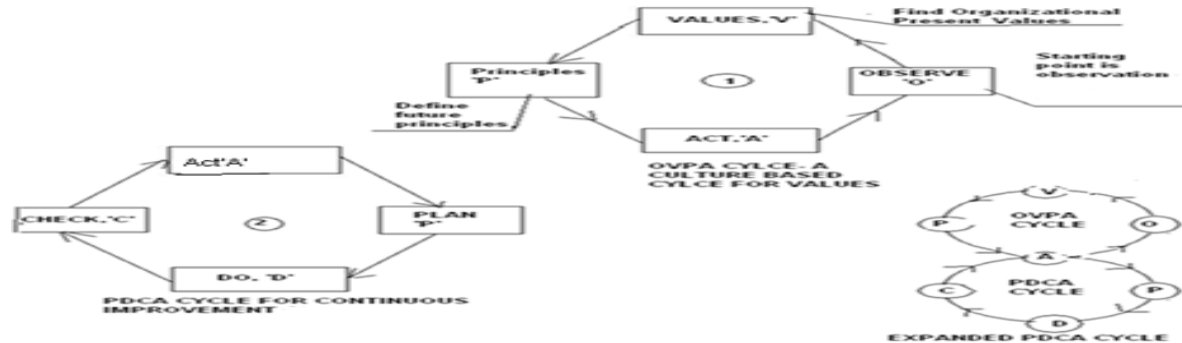 VALUES.'V'
Find Organizational
Present Values
Principles
'P'
1
OBSERVE
'O'
Starting
point is
observation
Define
future
principles.
ACT.'A'
OVPA CYLCE- A
CULTURE BASED
CYLCE FOR VALUES
Act'A'
CHECK.'C'
2
PLAN
'P'
DO. 'D'
PDCA CYCLE FOR CONTINUOUS
IMPROVEMENT
V
P
OVPA
CYCLE
O
A
C
PDCA
CYCLE
P
D
EXPANDED PDCA CYCLE